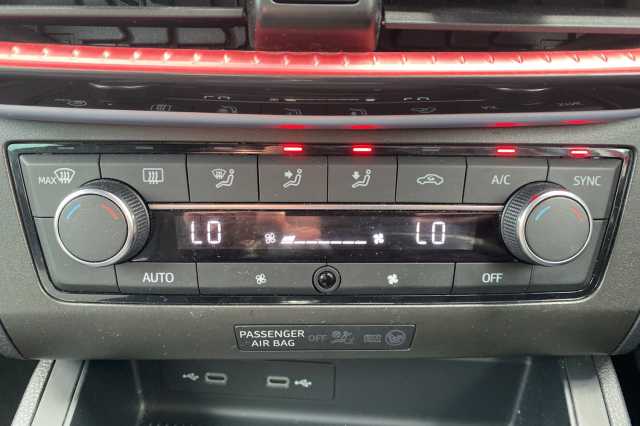 MAX
A/C
SYNC
LO
LO
AUTO
OFF
PASSENGER
AIR BAG
OFF